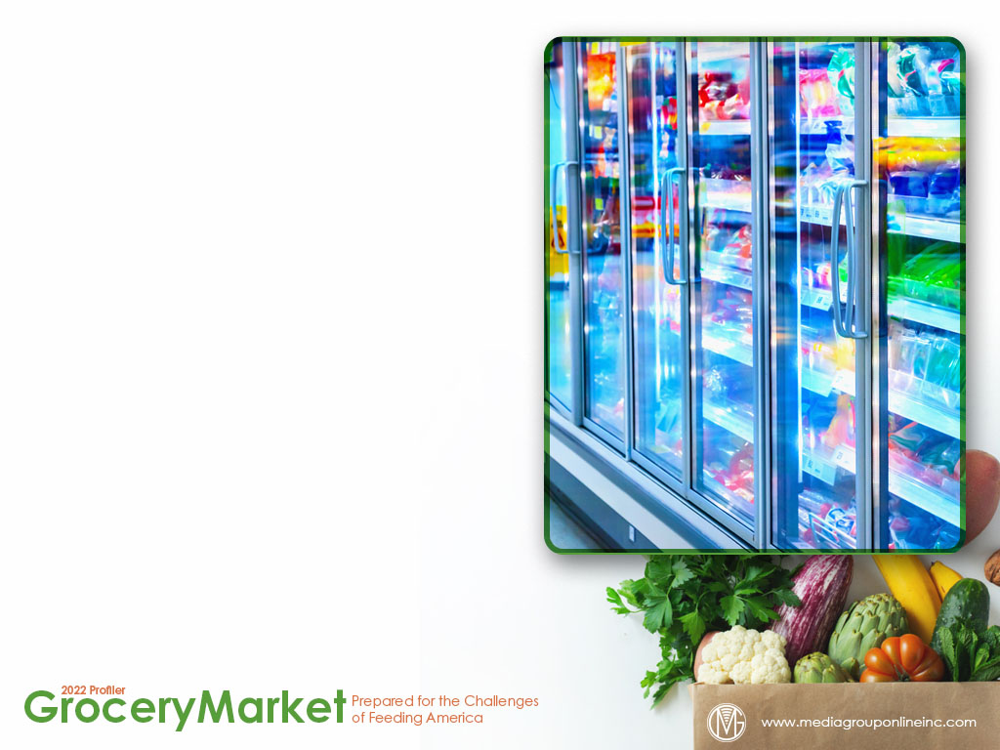 2022 Profiler
GroceryMarket
Prepared for the Challenges
of Feeding America
www.mediagrouponlineinc.com